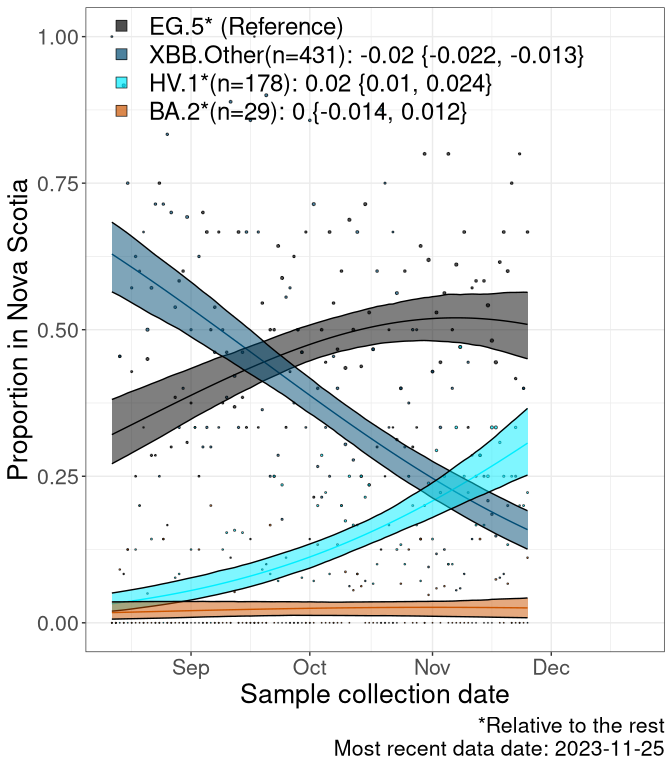 EG.5* (Reference)
XBB.Other(n=431): -0.02 {-0.022, -0.013}
HV.1*(n=178): 0.02 {0.01, 0.024}
BA.2*(n=29): 0 {-0.014, 0.012}
1.00
0.75
0.50
0.25
0.00
Proportion in Nova Scotia
Sep Oct Nov Dec
Sample collection date
*Relative to the rest
Most recent data date: 2023-11-25